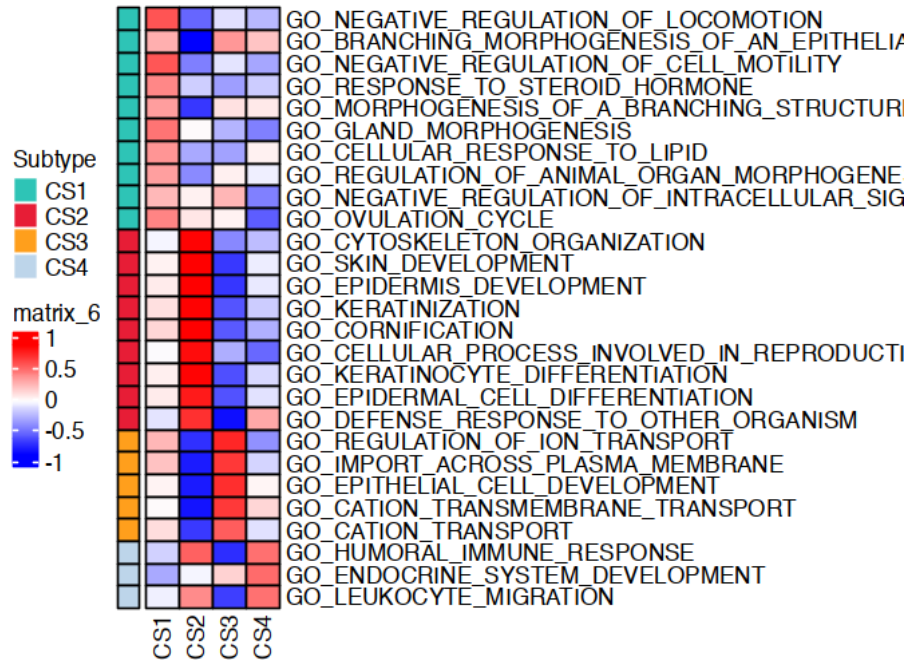 GO_NEGATIVE_REGULATION_OF_LOCOMOTION
GO_BRANCHING_MORPHOGENESIS_OF_AN_EPITHELIA
GO_NEGATIVE_REGULATION_OF_CELL_MOTILITY
GO_RESPONSE_TO_STEROID_HORMONE
GO_MORPHOGENESIS_OF_A_BRANCHING_STRUCTURE
GO_GLAND_MORPHOGENESIS
GO_CELLULAR_RESPONSE_TO_LIPID
GO_REGULATION_OF_ANIMAL_ORGAN_MORPHOGENES
GO_NEGATIVE_REGULATION_OF_INTRACELLULAR_SIG
GO_OVULATION_CYCLE
GO_CYTOSKELETON_ORGANIZATION
GO_SKIN_DEVELOPMENT
GO_EPIDERMIS_DEVELOPMENT
GO_KERATINIZATION
GO_CORNIFICATION
GO_CELLULAR_PROCESS_INVOLVED_IN_REPRODUCTI
GO_KERATINOCYTE_DIFFERENTIATION
GO_EPIDERMAL_CELL_DIFFERENTIATION
GO_DEFENSE_RESPONSE_TO_OTHER_ORGANISM
GO_REGULATION_OF_ION_TRANSPORT
GO_IMPORT_ACROSS_PLASMA_MEMBRANE
GO_EPITHELIAL_CELL_DEVELOPMENT
GO_CATION_TRANSMEMBRANE_TRANSPORT
GO_CATION_TRANSPORT
GO_HUMORAL_IMMUNE_RESPONSE
GO_ENDOCRINE_SYSTEM_DEVELOPMENT
GO_LEUKOCYTE_MIGRATION
Subtype
CS1
CS2
CS3
CS4
matrix_6
1
0.5
0
-0.5
-1
CS1
CS2
CS3
CS4